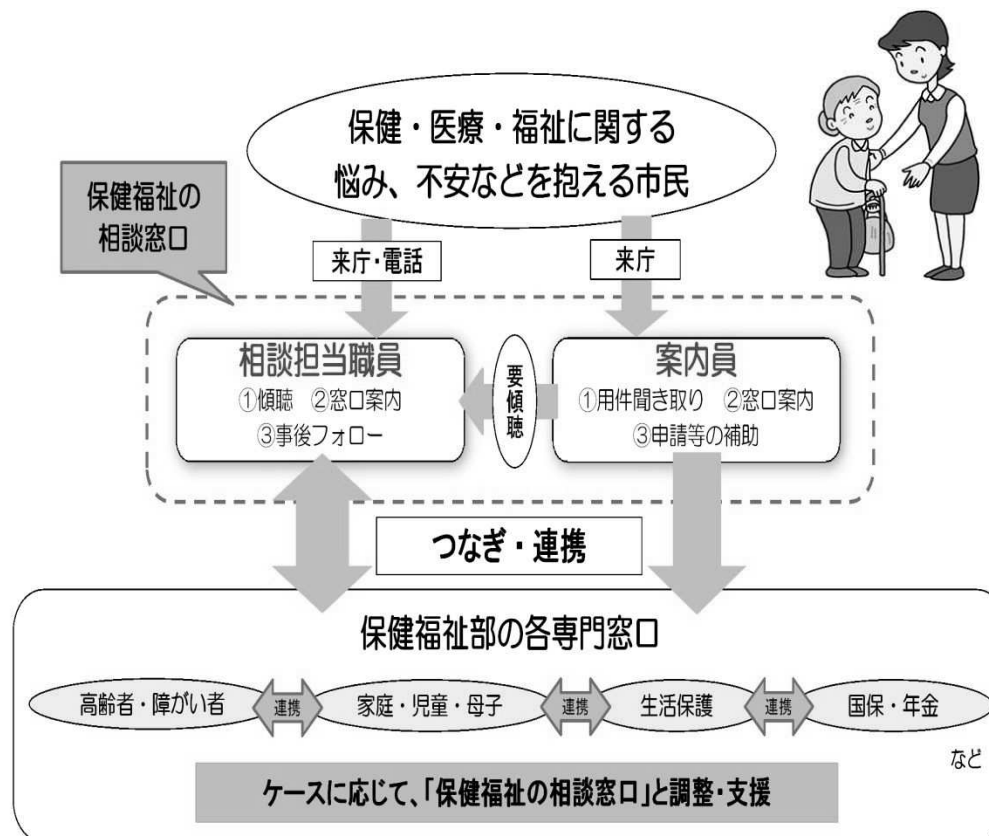 保健・医療・福祉に関する
悩み、不安などを抱える市民
保健福祉の
相談窓口
来庁・電話
来庁
相談担当職員
①傾聴 ②窓口案内
③事後フォロー
要傾聴
案内員
①用件聞き取り ②窓口案内
③申請等の補助
つなぎ・連携
保健福祉部の各専門窓口
高齢者・障がい者
連携
家庭・児童・母子
連携
生活保護
連携
国保・年金
など
ケースに応じて、「保健福祉の相談窓口」と調整・支援